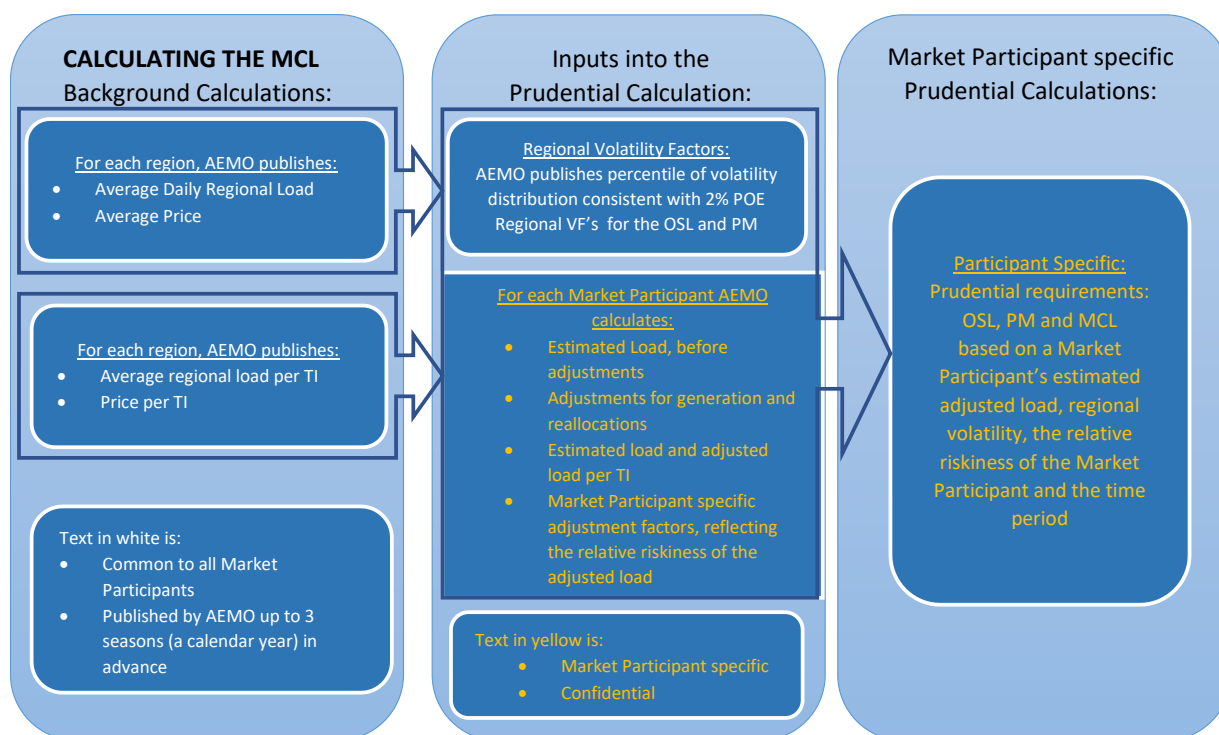 CALCULATING THE MCL
Background Calculations:
For each region, AEMO publishes:
• Average Daily Regional Load
• Average Price
For each region, AEMO publishes:
• Average regional load per TI
• Price per TI
Text in white is:
• Common to all Market
Participants
• Published by AEMO up to 3
seasons (a calendar year) in
advance
Inputs into the
Prudential Calculation:
Regional Volatility Factors:
AEMO publishes percentile of volatility
distribution consistent with 2% POE
Regional VF's for the OSL and PM
For each Market Participant AEMO
calculates:
• Estimated Load, before
adjustments
• Adjustments for generation and
reallocations
• Estimated load and adjusted
load per TI
• Market Participant specific
adjustment factors, reflecting
the relative riskiness of the
adjusted load
Text in yellow is:
• Market Participant specific
• Confidential
Market Participant specific
Prudential Calculations:
Participant Specific:
Prudential requirements:
OSL, PM and MCL
based on a Market
Participant's estimated
adjusted load, regional
volatility, the relative
riskiness of the Market
Participant and the time
period